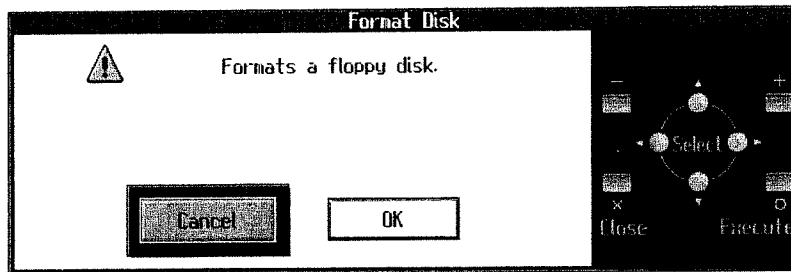 Format Disk
Formats a floppy disk.
Cancel
OK
− +
Select
× ○
Close Execute